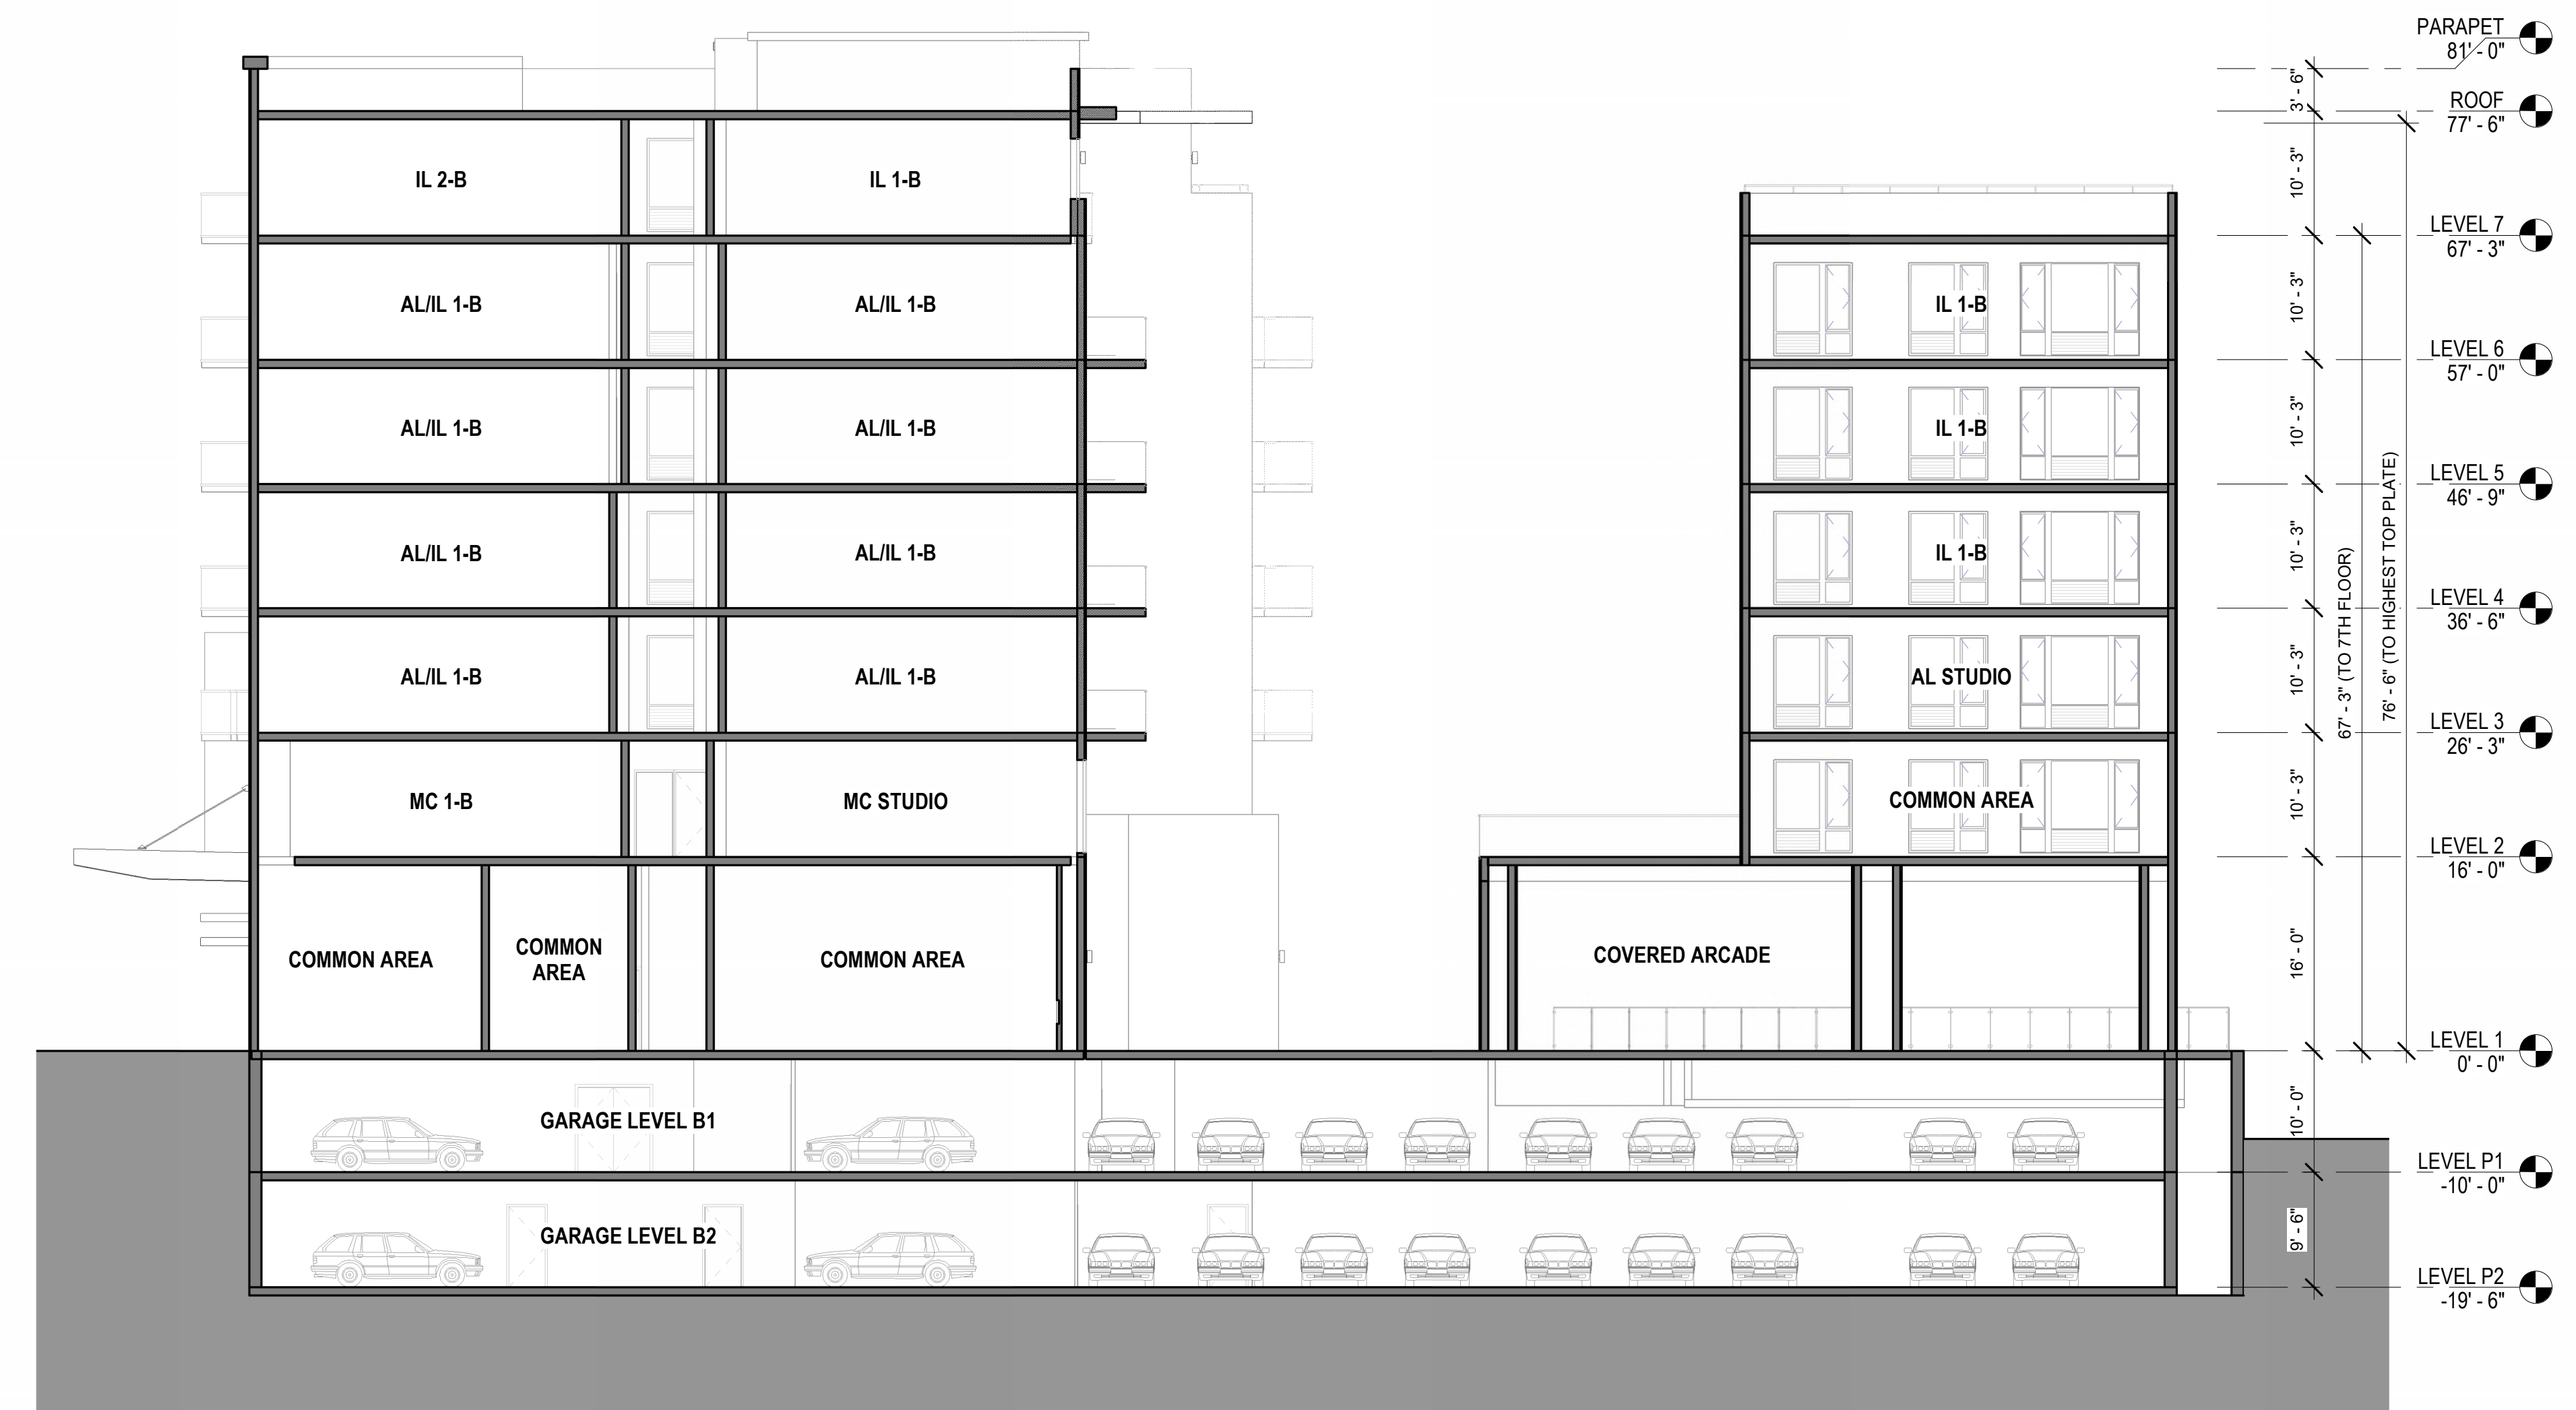 PARAPET
81' - 0"
3' - 6"
ROOF
77' - 6"
IL 2-B
IL 1-B
10' - 3"
LEVEL 7
67' - 3"
AL/IL 1-B
AL/IL 1-B
IL 1-B
10' - 3"
LEVEL 6
57' - 0"
AL/IL 1-B
AL/IL 1-B
IL 1-B
10' - 3"
LEVEL 5
46' - 9"
AL/IL 1-B
AL/IL 1-B
IL 1-B
10' - 3"
67' - 3" (TO 7TH FLOOR)
76' - 6" (TO HIGHEST TOP PLATE)
LEVEL 4
36' - 6"
AL/IL 1-B
AL/IL 1-B
AL STUDIO
10' - 3"
LEVEL 3
26' - 3"
MC 1-B
MC STUDIO
COMMON AREA
10' - 3"
LEVEL 2
16' - 0"
COMMON AREA
COMMON
AREA
COMMON AREA
COVERED ARCADE
16' - 0"
LEVEL 1
0' - 0"
GARAGE LEVEL B1
10' - 0"
LEVEL P1
-10' - 0"
GARAGE LEVEL B2
9' - 6"
LEVEL P2
-19' - 6"